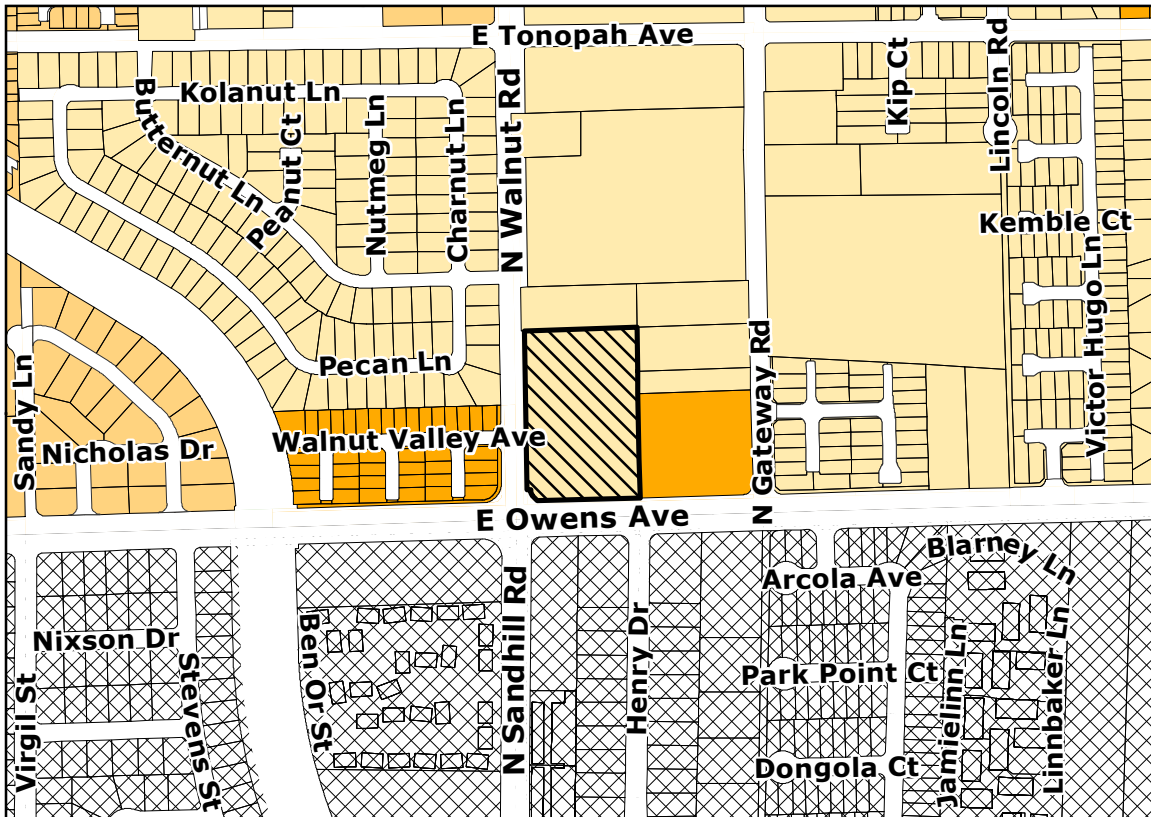 E Tonopah Ave
Kolanut Ln
Butternut Ln
Peanut Ct
Nutmeg Ln
Charnut Ln
N Walnut Rd
Kip Ct
Lincoln Rd
Kemble Ct
Victor Hugo Ln
N Gateway Rd
Pecan Ln
Sandy Ln
Nicholas Dr
Walnut Valley Ave
E Owens Ave
Blarney Ln
Arcola Ave
Nixson Dr
Virgil St
Stevens St
Ben Or St
N Sandhill Rd
Henry Dr
Park Point Ct
Jamielinn Ln
Linnbaker Ln
Dongola Ct